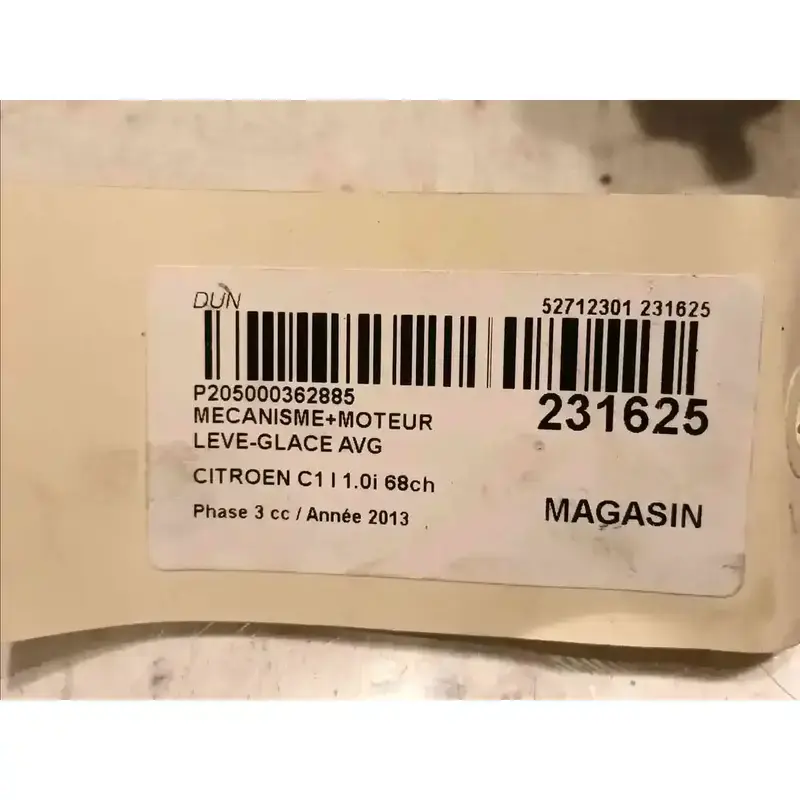 DUN 52712301 231625
P205000362885
MECANISME+MOTEUR 231625
LEVE-GLACE AVG
CITROEN C1 I 1.0i 68ch
Phase 3 cc / Année 2013 MAGASIN